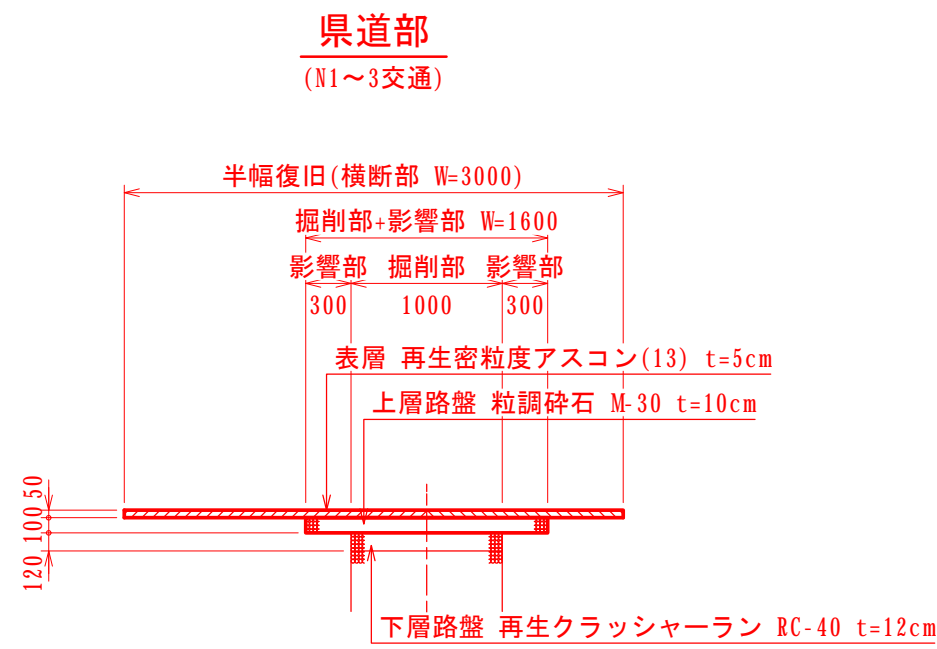 県道部
(N1～3交通)
半幅復旧(横断部 W=3000)
掘削部+影響部 W=1600
影響部 掘削部 影響部
300 1000 300
表層 再生密粒度アスコン(13) t=5cm
上層路盤 粒調砕石 M-30 t=10cm
50
100
120
下層路盤 再生クラッシャーラン RC-40 t=12cm